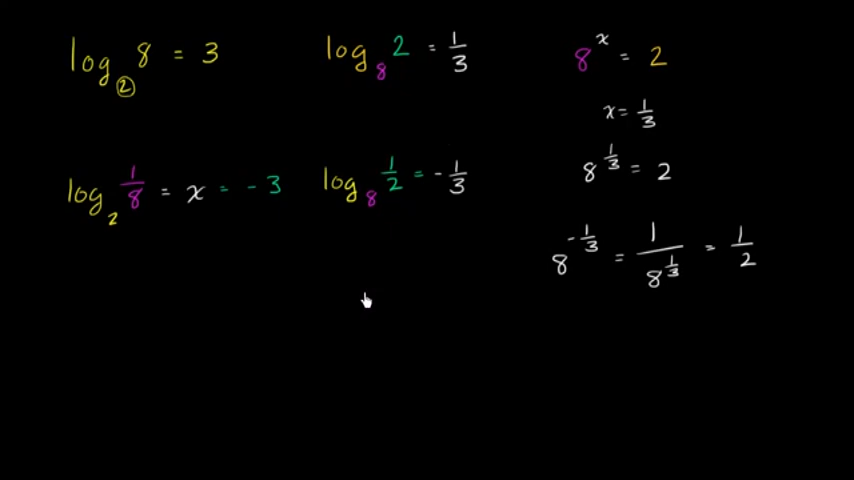 log₂ 8 = 3
log₈ 2 = 1/3
8ˣ = 2
x = 1/3
8^(1/3) = 2
log₂ 1/8 = x = -3
log₈ 1/2 = -1/3
8^(-1/3) = 1/8^(1/3) = 1/2